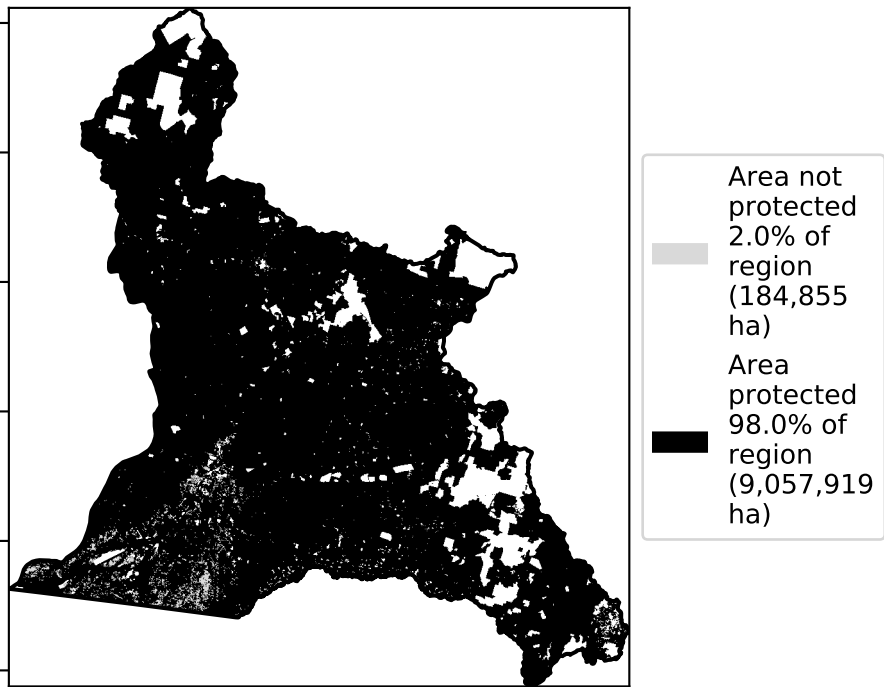 Area not
protected
2.0% of
region
(184,855
ha)
Area
protected
98.0% of
region
(9,057,919
ha)